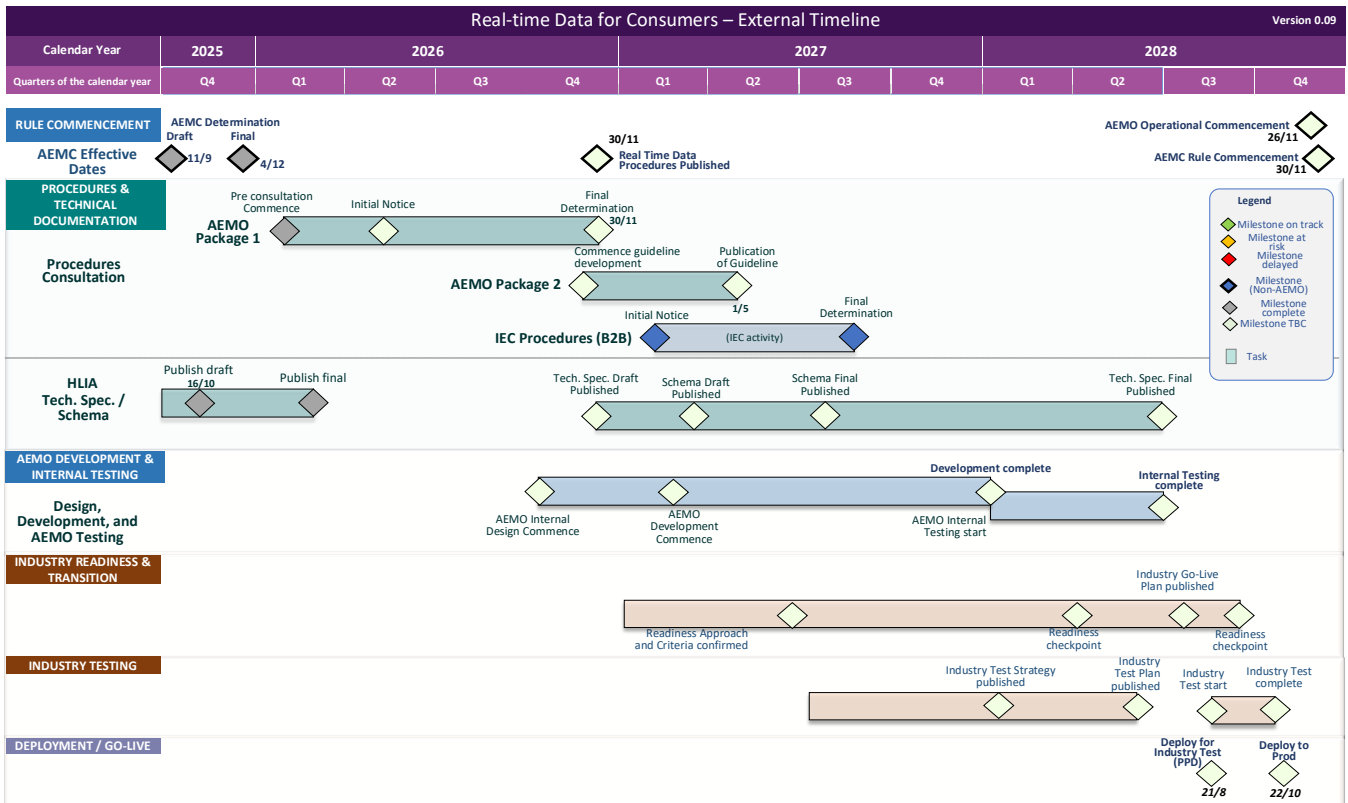 Real-time Data for Consumers – External Timeline
Version 0.09
Calendar Year
2025
2026
2027
2028
Quarters of the calendar year
Q4
Q1
Q2
Q3
Q4
Q1
Q2
Q3
Q4
Q1
Q2
Q3
Q4
RULE COMMENCEMENT
AEMC Effective
Dates
AEMC Determination
Draft
Final
11/9
4/12
30/11
Real Time Data
Procedures Published
AEMO Operational Commencement
26/11
AEMC Rule Commencement
30/11
PROCEDURES &
TECHNICAL
DOCUMENTATION
Procedures
Consultation
AEMO
Package 1
Pre consultation
Commence
Initial Notice
Final
Determination
30/11
AEMO Package 2
Commence guideline
development
Publication
of Guideline
1/5
IEC Procedures (B2B)
Initial Notice
(IEC activity)
Final
Determination
Legend
Milestone on track
Milestone at
risk
Milestone
delayed
Milestone
(Non-AEMO)
Milestone
complete
Milestone TBC
Task
HLIA
Tech. Spec. /
Schema
Publish draft
16/10
Publish final
Tech. Spec. Draft
Published
Schema Draft
Published
Schema Final
Published
Tech. Spec. Final
Published
AEMO DEVELOPMENT &
INTERNAL TESTING
Design,
Development, and
AEMO Testing
AEMO Internal
Design Commence
AEMO
Development
Commence
Development complete
AEMO Internal
Testing start
Internal Testing
complete
INDUSTRY READINESS &
TRANSITION
Readiness Approach
and Criteria confirmed
Readiness
checkpoint
Industry Go-Live
Plan published
Readiness
checkpoint
INDUSTRY TESTING
Industry Test Strategy
published
Industry
Test Plan
published
Industry
Test start
Industry Test
complete
DEPLOYMENT / GO-LIVE
Deploy for
Industry Test
(PPD)
21/8
Deploy to
Prod
22/10